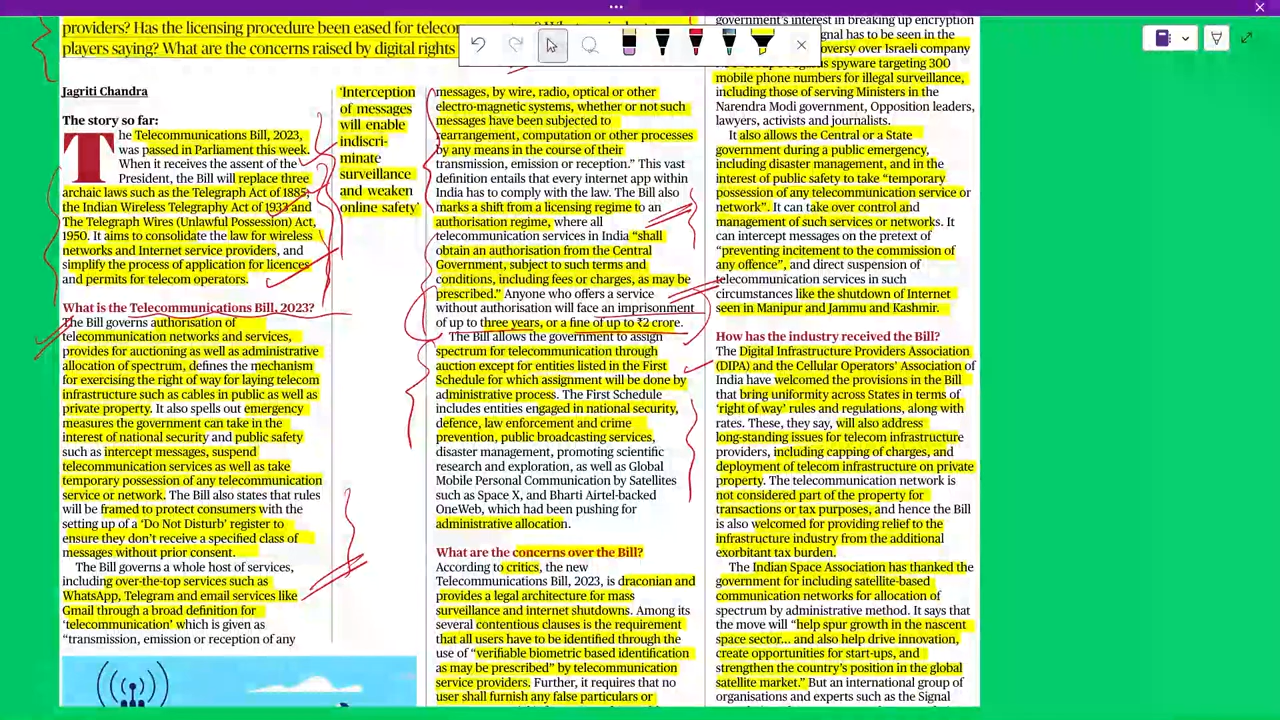 providers? Has the licensing procedure been eased for telecom
players saying? What are the concerns raised by digital rights
Jagriti Chandra
The story so far:
The Telecommunications Bill, 2023,
was passed in Parliament this week.
When it receives the assent of the
President, the Bill will replace three
archaic laws such as the Telegraph Act of 1885;
the Indian Wireless Telegraphy Act of 1933 and
The Telegraph Wires (Unlawful Possession) Act,
1950. It aims to consolidate the law for wireless
networks and Internet service providers, and
simplify the process of application for licences
and permits for telecom operators.
What is the Telecommunications Bill, 2023?
The Bill governs authorisation of
telecommunication networks and services,
provides for auctioning as well as administrative
allocation of spectrum, defines the mechanism
for exercising the right of way for laying telecom
infrastructure such as cables in public as well as
private property. It also spells out emergency
measures the government can take in the
interest of national security and public safety
such as intercept messages, suspend
telecommunication services as well as take
temporary possession of any telecommunication
service or network. The Bill also states that rules
will be framed to protect consumers with the
setting up of a ‘Do Not Disturb’ register to
ensure they don’t receive a specified class of
messages without prior consent.
The Bill governs a whole host of services,
including over-the-top services such as
WhatsApp, Telegram and email services like
Gmail through a broad definition for
‘telecommunication’ which is given as
“transmission, emission or reception of any
‘Interception
of messages
will enable
indiscri-
minate
surveillance
and weaken
online safety’
messages, by wire, radio, optical or other
electro-magnetic systems, whether or not such
messages have been subjected to
rearrangement, computation or other processes
by any means in the course of their
transmission, emission or reception.” This vast
definition entails that every internet app within
India has to comply with the law. The Bill also
marks a shift from a licensing regime to an
authorisation regime, where all
telecommunication services in India “shall
obtain an authorisation from the Central
Government, subject to such terms and
conditions, including fees or charges, as may be
prescribed.” Anyone who offers a service
without authorisation will face an imprisonment
of up to three years, or a fine of up to ₹2 crore.
The Bill allows the government to assign
spectrum for telecommunication through
auction except for entities listed in the First
Schedule for which assignment will be done by
administrative process. The First Schedule
includes entities engaged in national security,
defence, law enforcement and crime
prevention, public broadcasting services,
disaster management, promoting scientific
research and exploration, as well as Global
Mobile Personal Communication by Satellites
such as Space X, and Bharti Airtel-backed
OneWeb, which had been pushing for
administrative allocation.
What are the concerns over the Bill?
According to critics, the new
Telecommunications Bill, 2023, is draconian and
provides a legal architecture for mass
surveillance and internet shutdowns. Among its
several contentious clauses is the requirement
that all users have to be identified through the
use of “verifiable biometric based identification
as may be prescribed” by telecommunication
service providers. Further, it requires that no
user shall furnish any false particulars or
government’s interest in breaking up encryption
gnal has to be seen in the
oversy over Israeli company
s spyware targeting 300
mobile phone numbers for illegal surveillance,
including those of serving Ministers in the
Narendra Modi government, Opposition leaders,
lawyers, activists and journalists.
It also allows the Central or a State
government during a public emergency,
including disaster management, and in the
interest of public safety to take “temporary
possession of any telecommunication service or
network”. It can take over control and
management of such services or networks. It
can intercept messages on the pretext of
“preventing incitement to the commission of
any offence”, and direct suspension of
telecommunication services in such
circumstances like the shutdown of Internet
seen in Manipur and Jammu and Kashmir.
How has the industry received the Bill?
The Digital Infrastructure Providers Association
(DIPA) and the Cellular Operators’ Association of
India have welcomed the provisions in the Bill
that bring uniformity across States in terms of
‘right of way’ rules and regulations, along with
rates. These, they say, will also address
long-standing issues for telecom infrastructure
providers, including capping of charges, and
deployment of telecom infrastructure on private
property. The telecommunication network is
not considered part of the property for
transactions or tax purposes, and hence the Bill
is also welcomed for providing relief to the
infrastructure industry from the additional
exorbitant tax burden.
The Indian Space Association has thanked the
government for including satellite-based
communication networks for allocation of
spectrum by administrative method. It says that
the move will “help spur growth in the nascent
space sector... and also help drive innovation,
create opportunities for start-ups, and
strengthen the country’s position in the global
satellite market.” But an international group of
organisations and experts such as the Signal